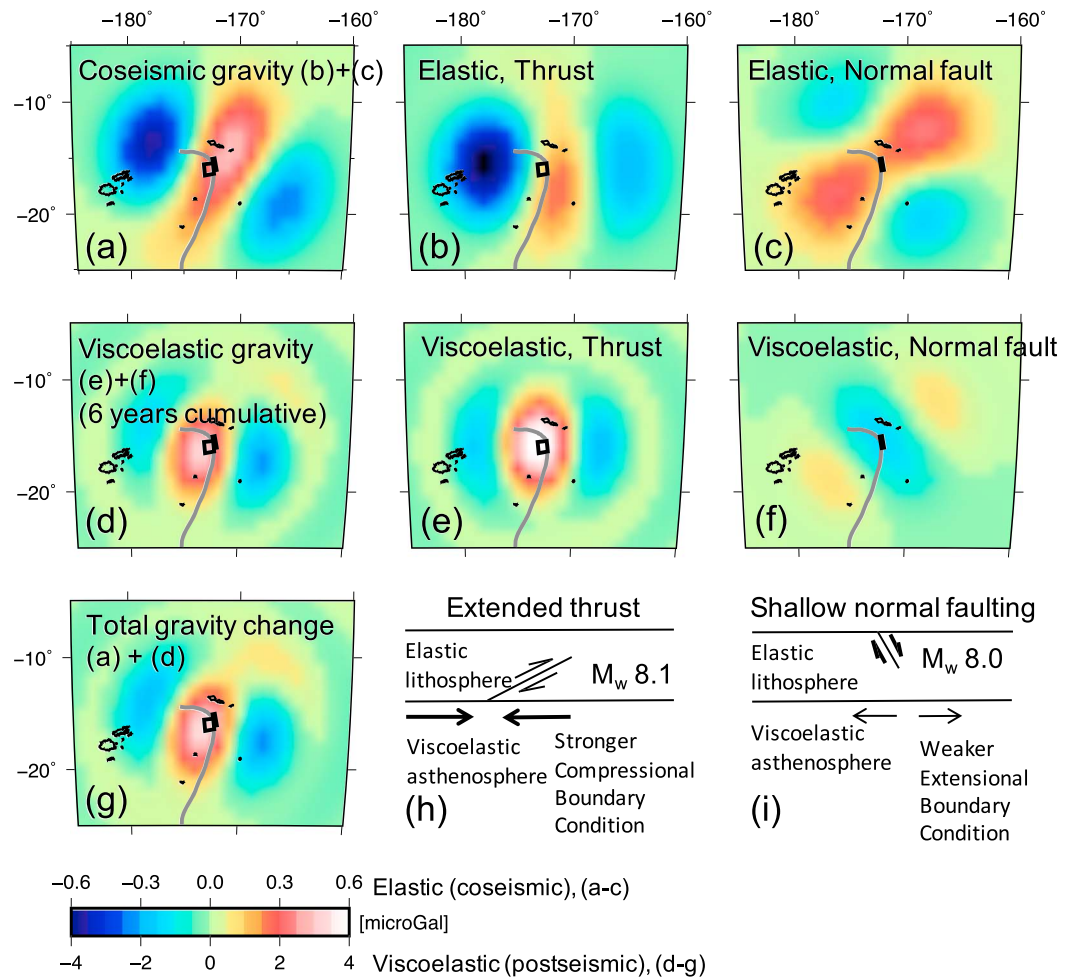 −180° −170° −160° −180° −170° −160° −180° −170° −160°
−10°
−20°
Coseismic gravity (b)+(c)
(a)
Elastic, Thrust
(b)
Elastic, Normal fault
(c)
−10°
−20°
Viscoelastic gravity
(e)+(f)
(6 years cumulative)
(d)
Viscoelastic, Thrust
(e)
Viscoelastic, Normal fault
(f)
−10°
−20°
Total gravity change
(a) + (d)
(g)
Extended thrust
Elastic
lithosphere
Mw 8.1
Viscoelastic
asthenosphere
Stronger
Compressional
Boundary
Condition
(h)
Shallow normal faulting
Elastic
lithosphere
Mw 8.0
Viscoelastic
asthenosphere
Weaker
Extensional
Boundary
Condition
(i)
−0.6 −0.3 0.0 0.3 0.6 Elastic (coseismic), (a-c)
[microGal]
−4 −2 0 2 4 Viscoelastic (postseismic), (d-g)